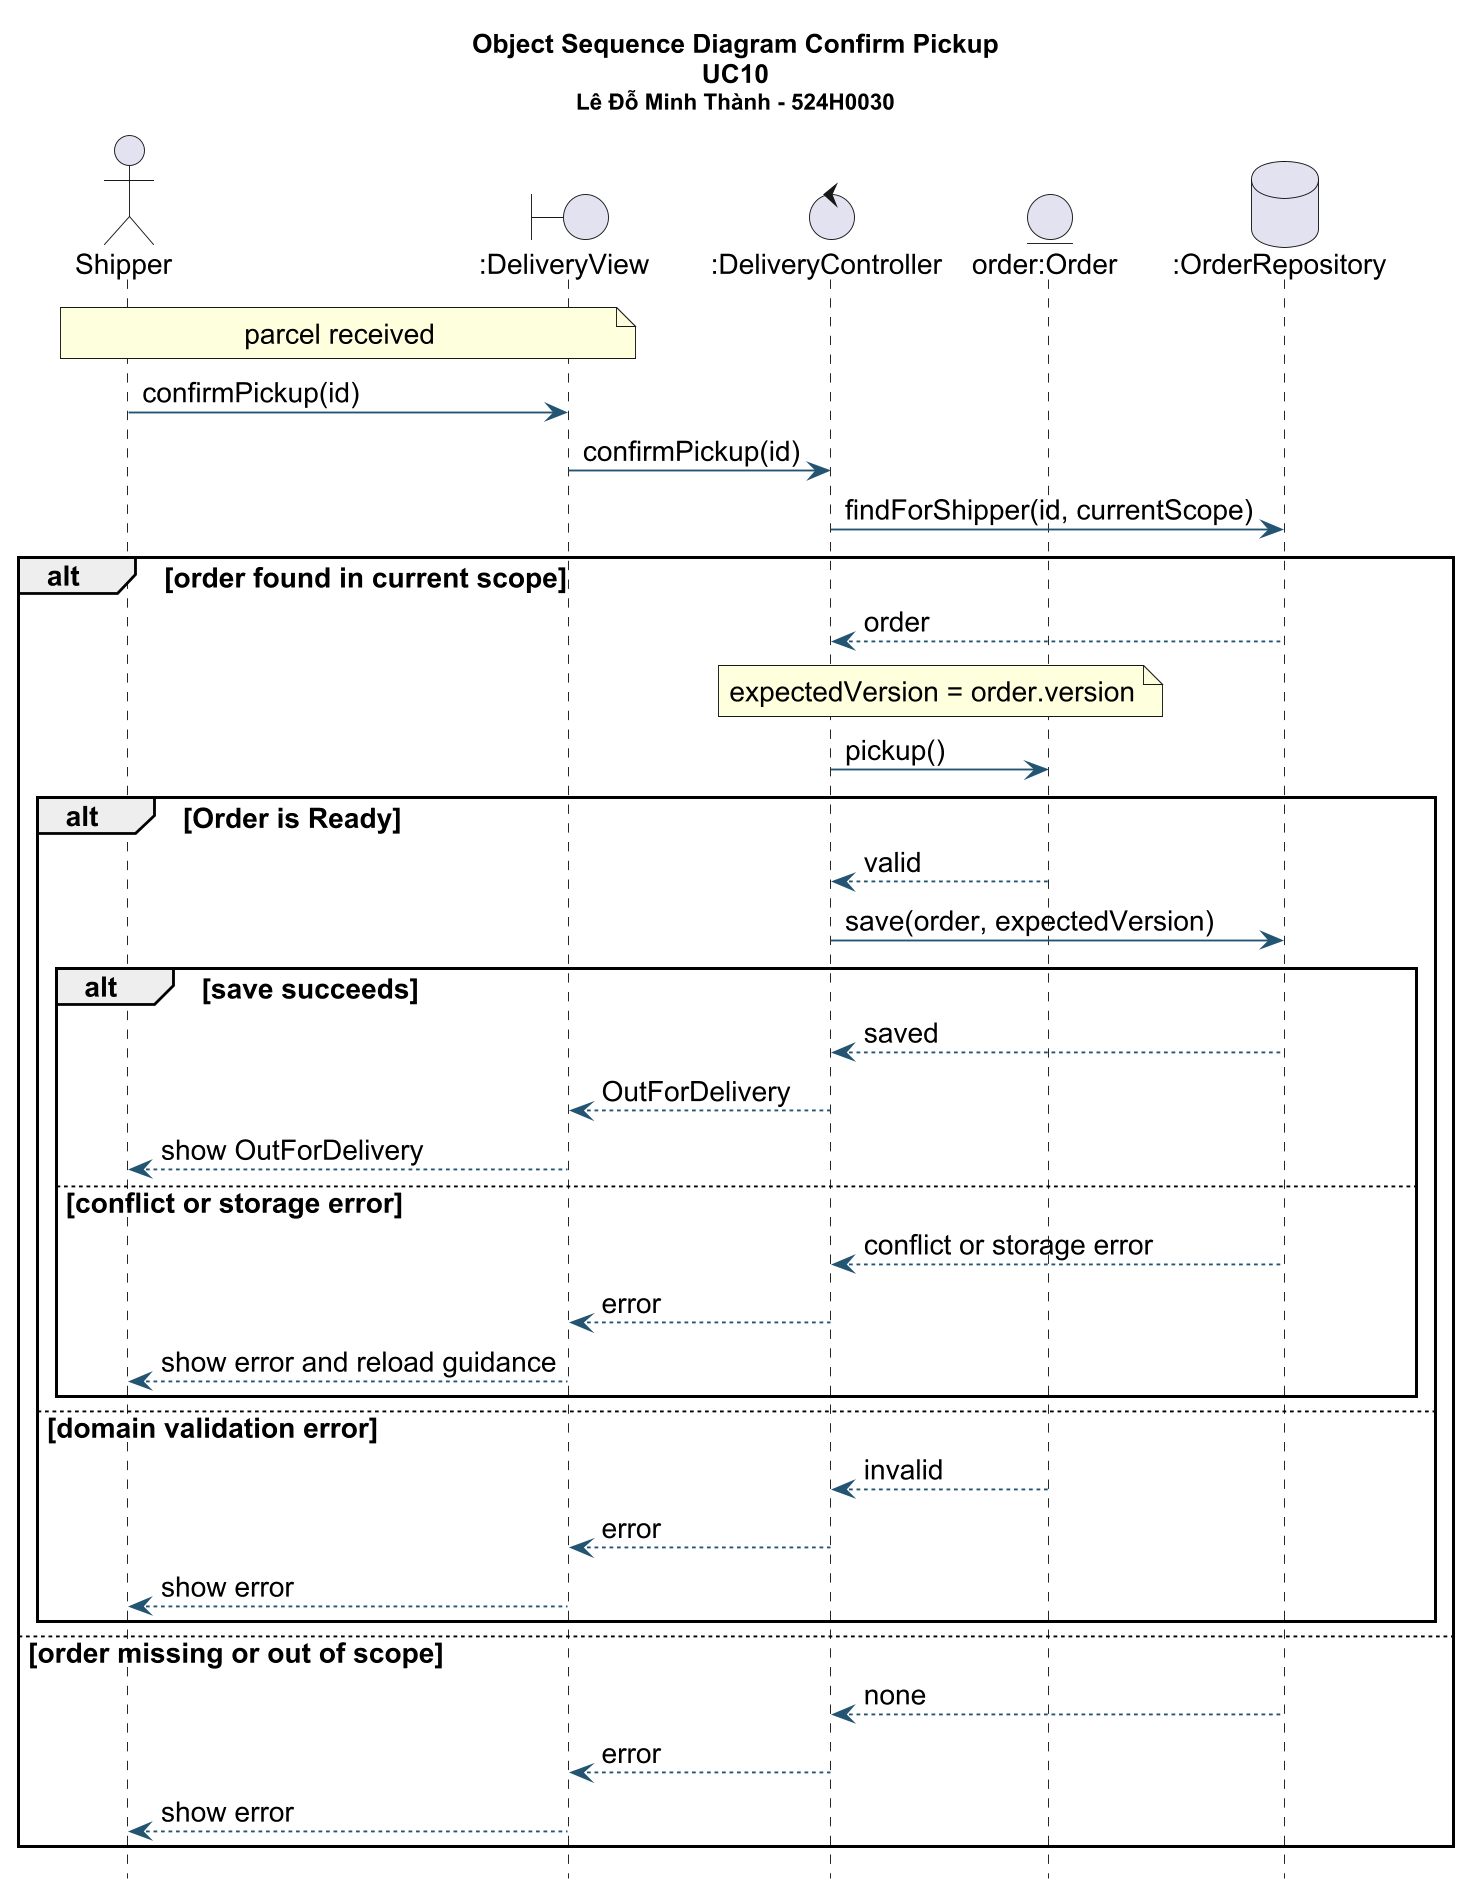 Object Sequence Diagram Confirm Pickup
UC10
Lê Đỗ Minh Thành - 524H0030
Shipper
:DeliveryView
:DeliveryController
order:Order
:OrderRepository
parcel received
confirmPickup(id)
confirmPickup(id)
findForShipper(id, currentScope)
alt
[order found in current scope]
order
expectedVersion = order.version
pickup()
alt
[Order is Ready]
valid
save(order, expectedVersion)
alt
[save succeeds]
saved
OutForDelivery
show OutForDelivery
[conflict or storage error]
conflict or storage error
error
show error and reload guidance
[domain validation error]
invalid
error
show error
[order missing or out of scope]
none
error
show error